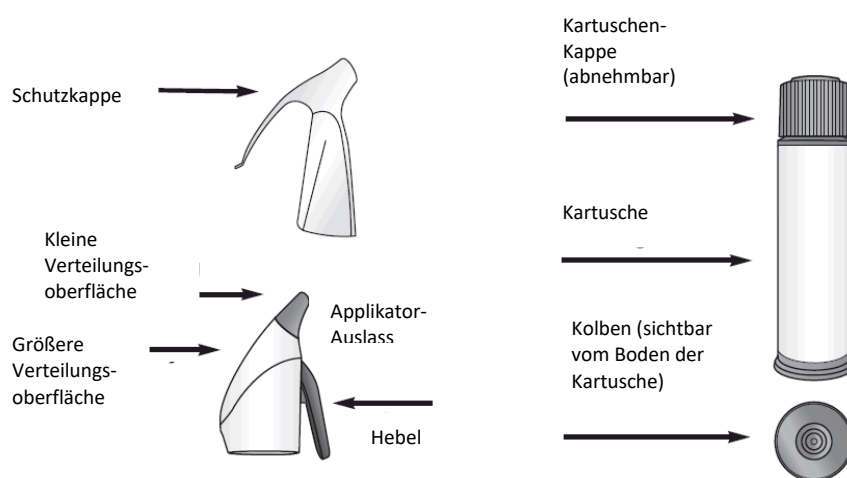 Schutzkappe
Kleine
Verteilungs-
oberfläche
Größere
Verteilungs-
oberfläche
Applikator-
Auslass
Hebel
Kartuschen-
Kappe
(abnehmbar)
Kartusche
Kolben (sichtbar
vom Boden der
Kartusche)